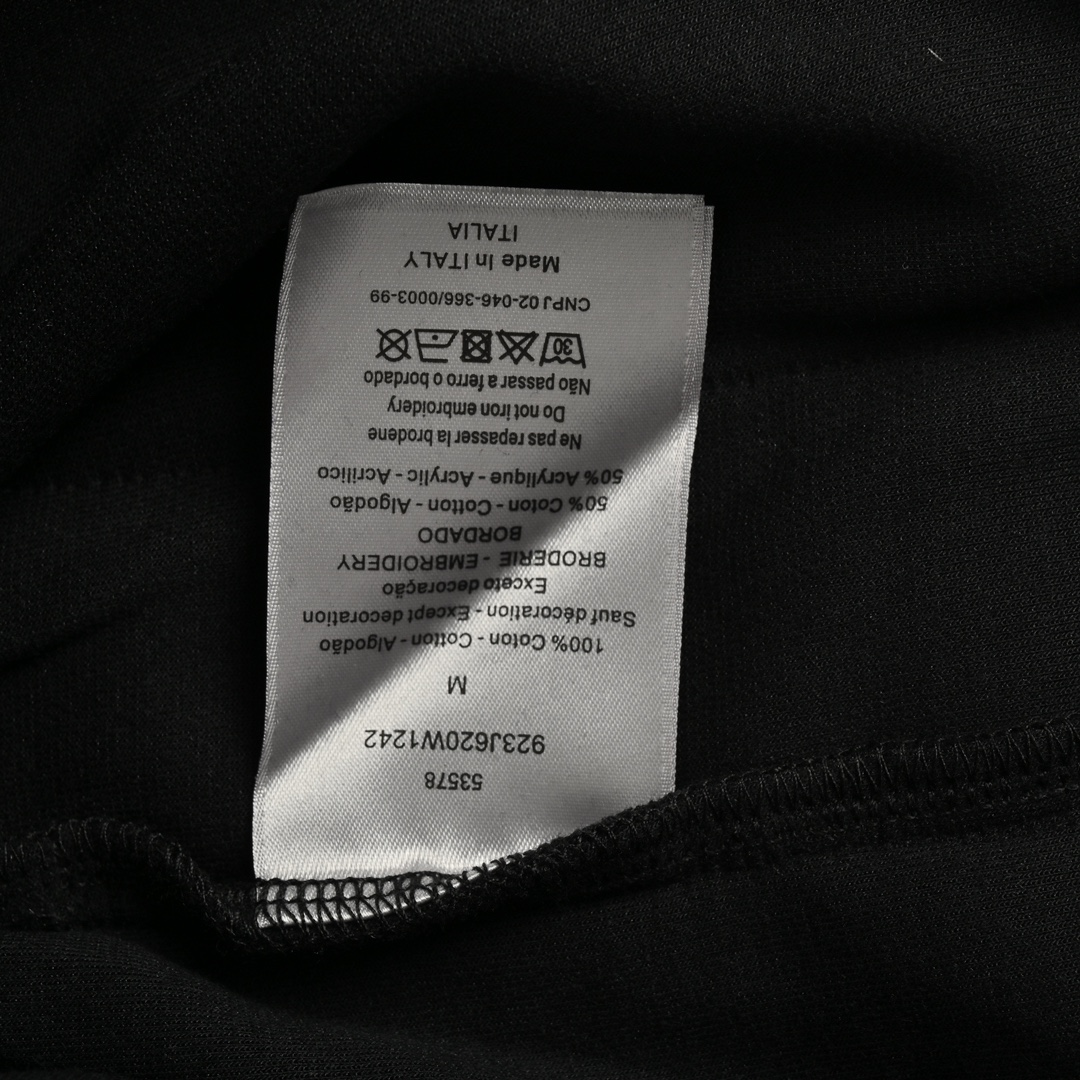 53578
923J620W1242
M
100% Coton - Cotton - Algodão
Sauf décoration - Except decoration
Exceto decoração
BRODERIE - EMBROIDERY
BORDADO
50% Coton - Cotton - Algodão
50% Acrylique - Acrylic - Acrilico
Ne pas repasser la broderie
Do not iron embroidery
Não passar a ferro o bordado
30
CNPJ 02-046-366/0003-99
Made In ITALY
ITALIA